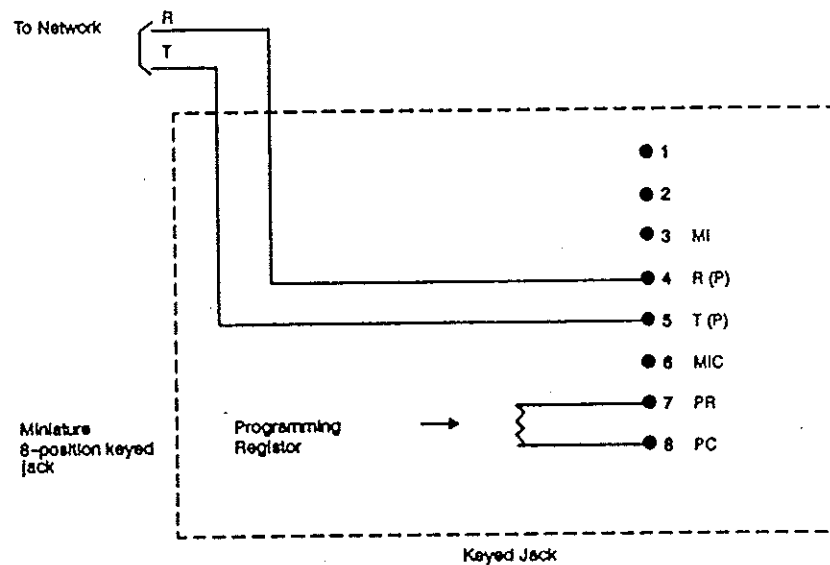 To Network
R
T
1
2
3 MI
4 R (P)
5 T (P)
6 MIC
7 PR
8 PC
Miniature
8-position keyed
jack
Programming
Registor
Keyed Jack